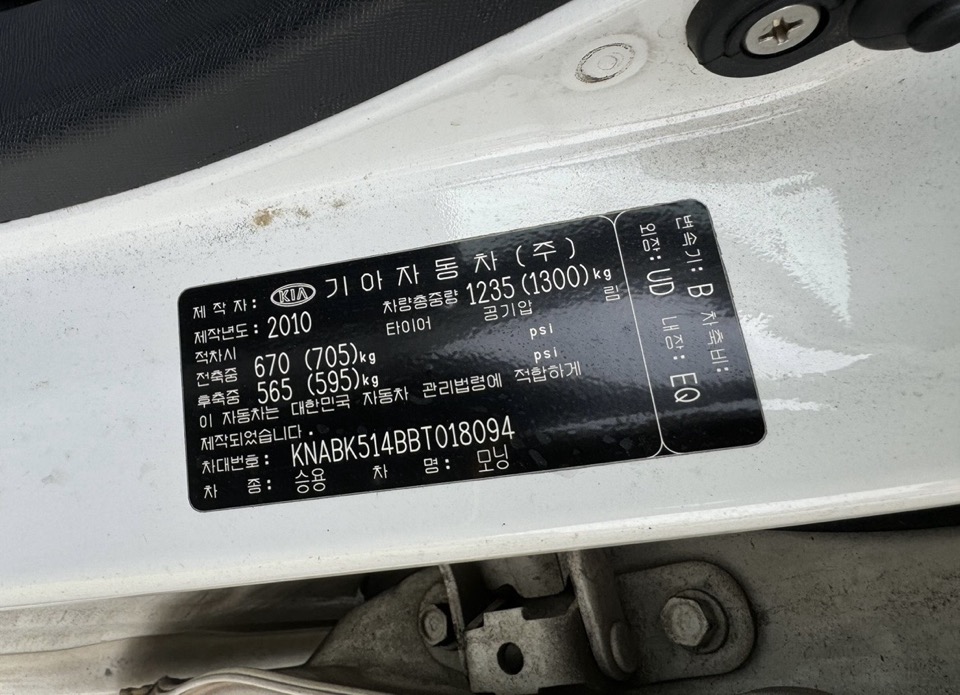 제 작 자: KIA 기 아 자 동 차 (주)
제작년도: 2010 차량총중량 1235 (1300)kg
적차시 타이어 공기압 림
전축중 670 (705)kg psi
후축중 565 (595)kg psi
이 자동차는 대한민국 자동차 관리법령에 적합하게
제작되었습니다.
차대번호: KNABK514BBT018094
차 종: 승용 차 명: 모닝
변속기: B 차축비:
외장: UD 내장: EQ